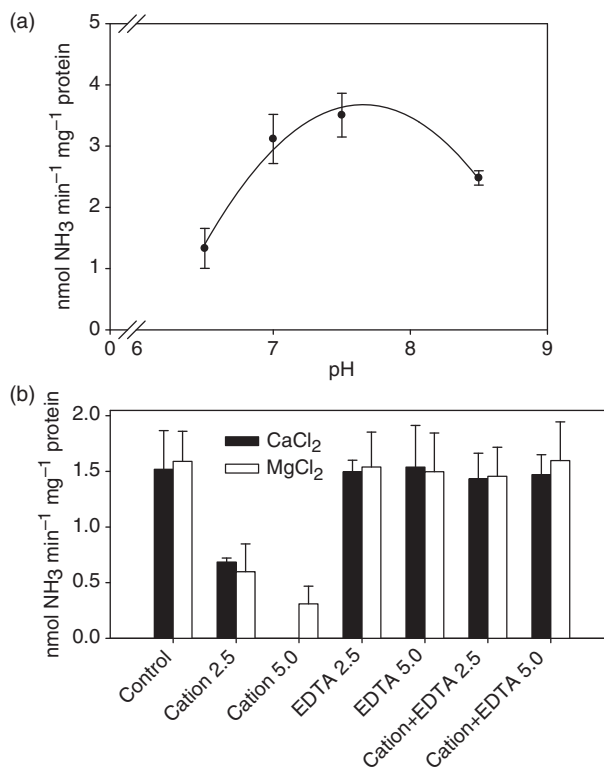 (a)
5
4
3
2
1
0
nmol NH₃ min⁻¹ mg⁻¹ protein
0 6 7 8 9
pH
(b)
2.0
1.5
1.0
0.5
0.0
nmol NH₃ min⁻¹ mg⁻¹ protein
CaCl₂
MgCl₂
Control
Cation 2.5
Cation 5.0
EDTA 2.5
EDTA 5.0
Cation+EDTA 2.5
Cation+EDTA 5.0